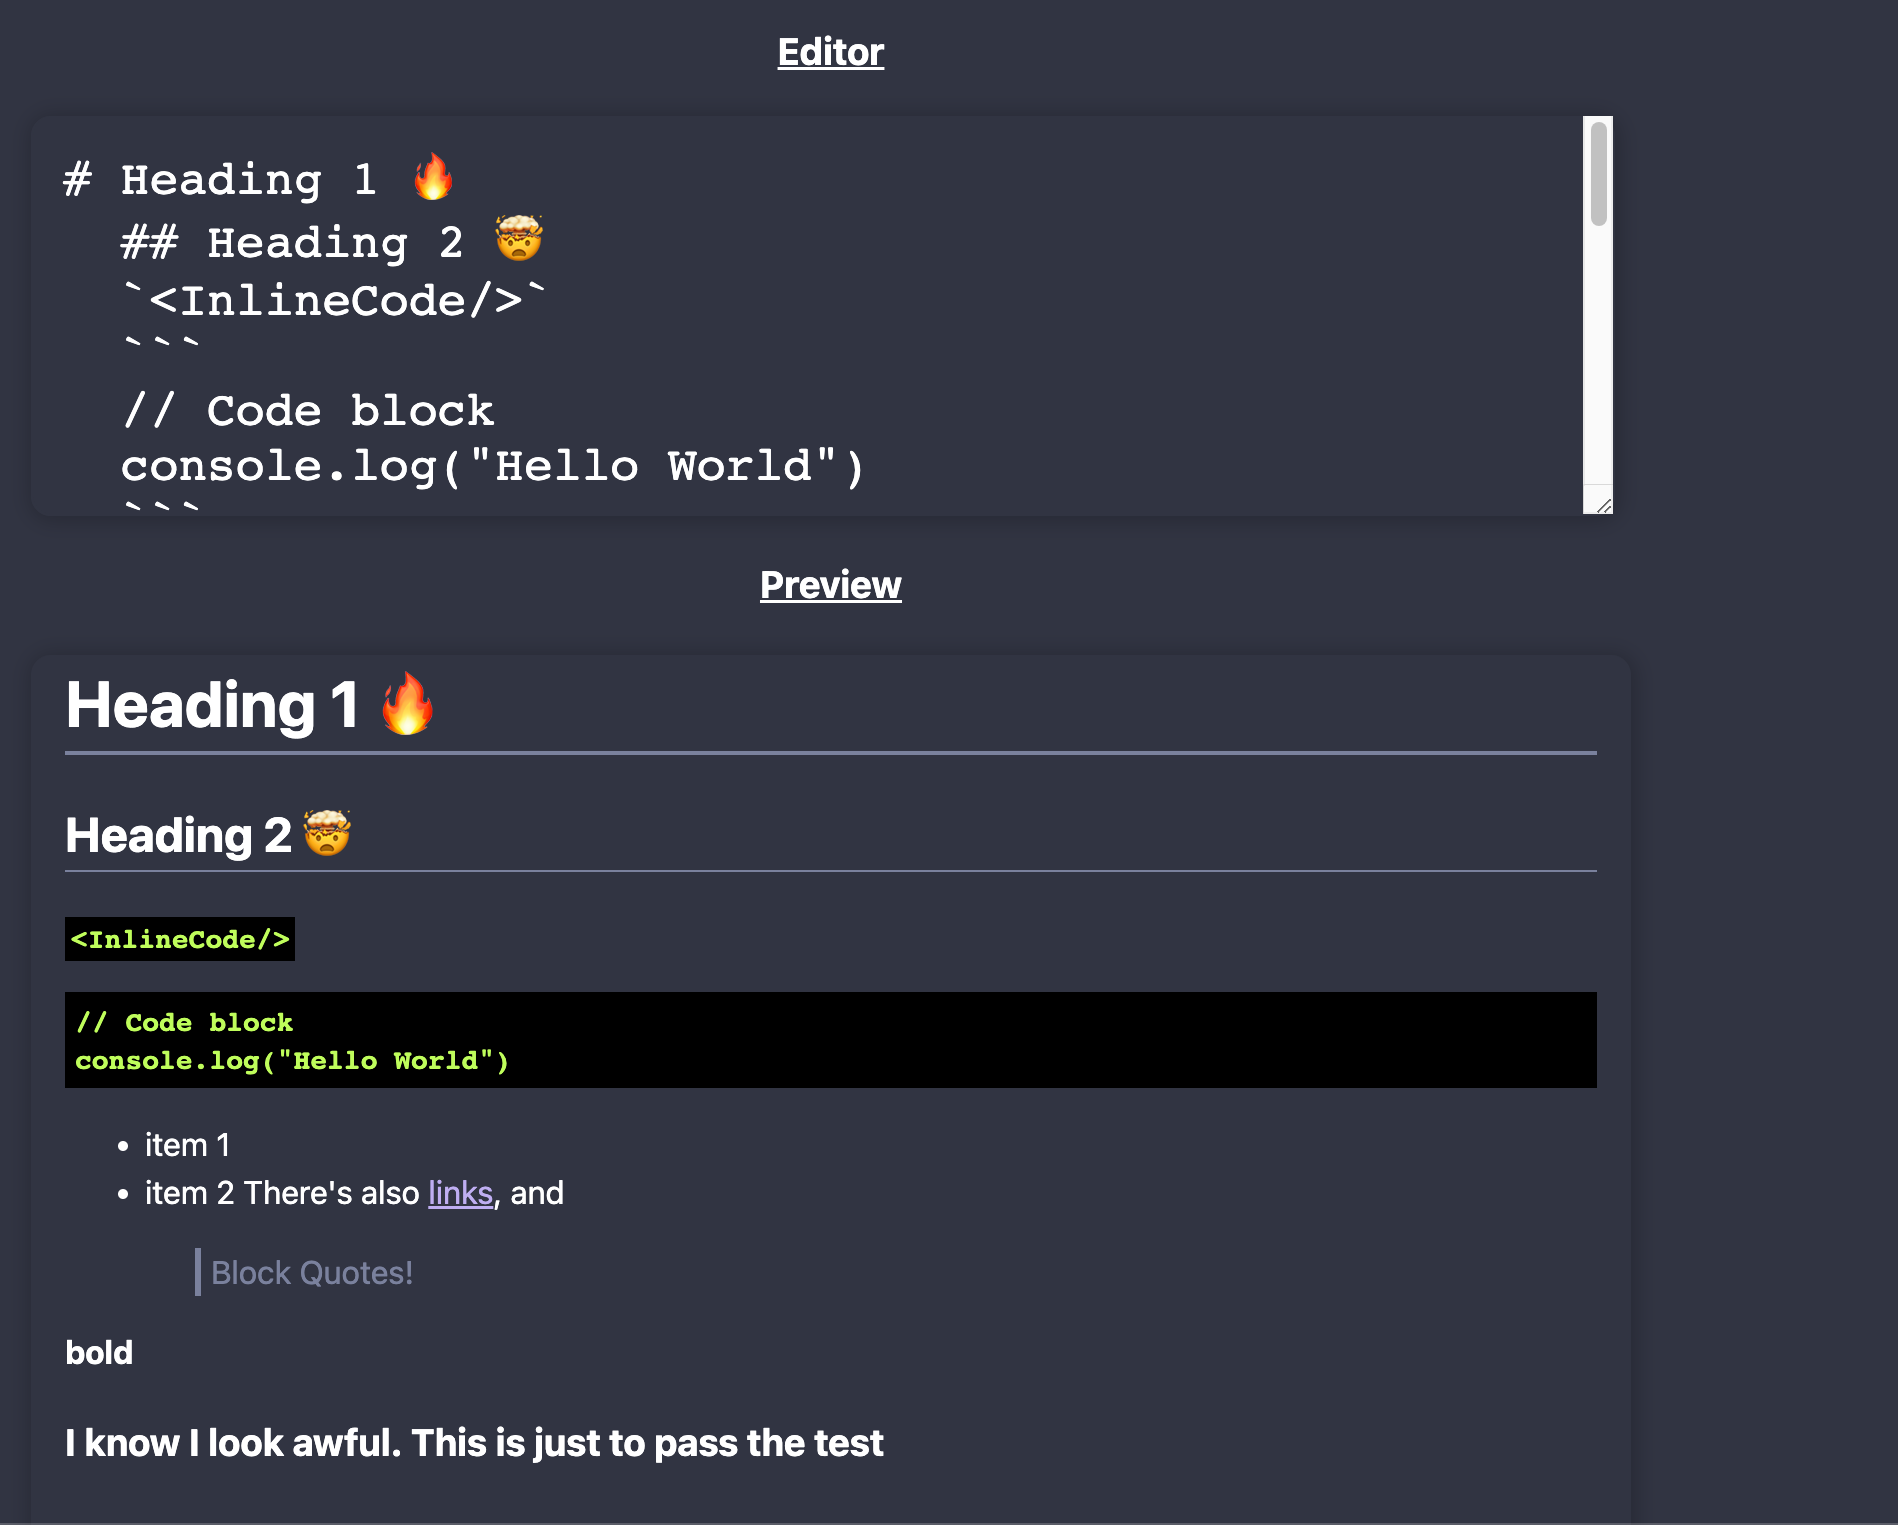 Editor
# Heading 1 🔥
## Heading 2 🤯
`<InlineCode/>`
```
// Code block
console.log("Hello World")
```
Preview
Heading 1 🔥
Heading 2 🤯
<InlineCode/>
// Code block
console.log("Hello World")
• item 1
• item 2 There's also links, and
Block Quotes!
bold
I know I look awful. This is just to pass the test